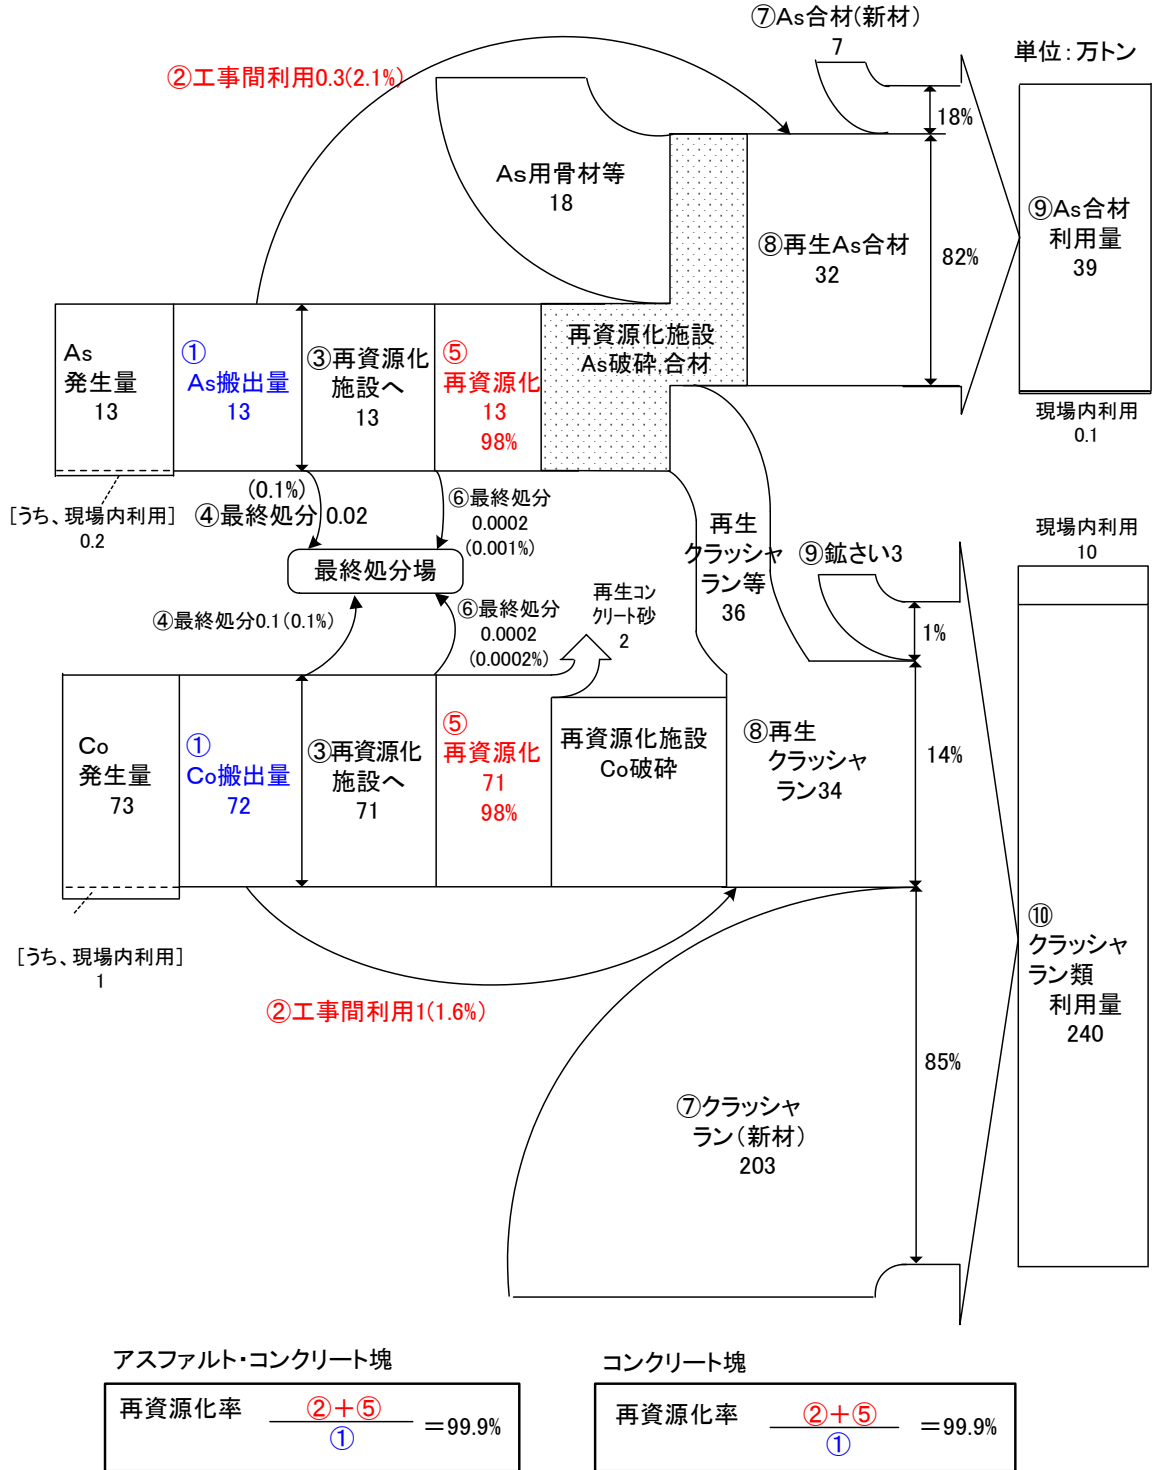 ⑦As合材(新材)
7
単位：万トン
②工事間利用0.3(2.1%)
18%
As用骨材等
18
⑧再生As合材
32
82%
⑨As合材
利用量
39
As
発生量
13
①
As搬出量
13
③再資源化
施設へ
13
⑤
再資源化
13
98%
再資源化施設
As破砕,合材
現場内利用
0.1
[うち、現場内利用]
0.2
(0.1%)
④最終処分 0.02
⑥最終処分
0.0002
(0.001%)
再生
クラッシャ
ラン等
36
⑨鉱さい3
現場内利用
10
最終処分場
④最終処分0.1(0.1%)
⑥最終処分
0.0002
(0.0002%)
再生コン
クリート砂
2
1%
Co
発生量
73
①
Co搬出量
72
③再資源化
施設へ
71
⑤
再資源化
71
98%
再資源化施設
Co破砕
⑧再生
クラッシャ
ラン34
14%
[うち、現場内利用]
1
②工事間利用1(1.6%)
⑩
クラッシャ
ラン類
利用量
240
85%
⑦クラッシャ
ラン（新材）
203
アスファルト・コンクリート塊
再資源化率 ②＋⑤ ＝99.9%
①
コンクリート塊
再資源化率 ②＋⑤ ＝99.9%
①